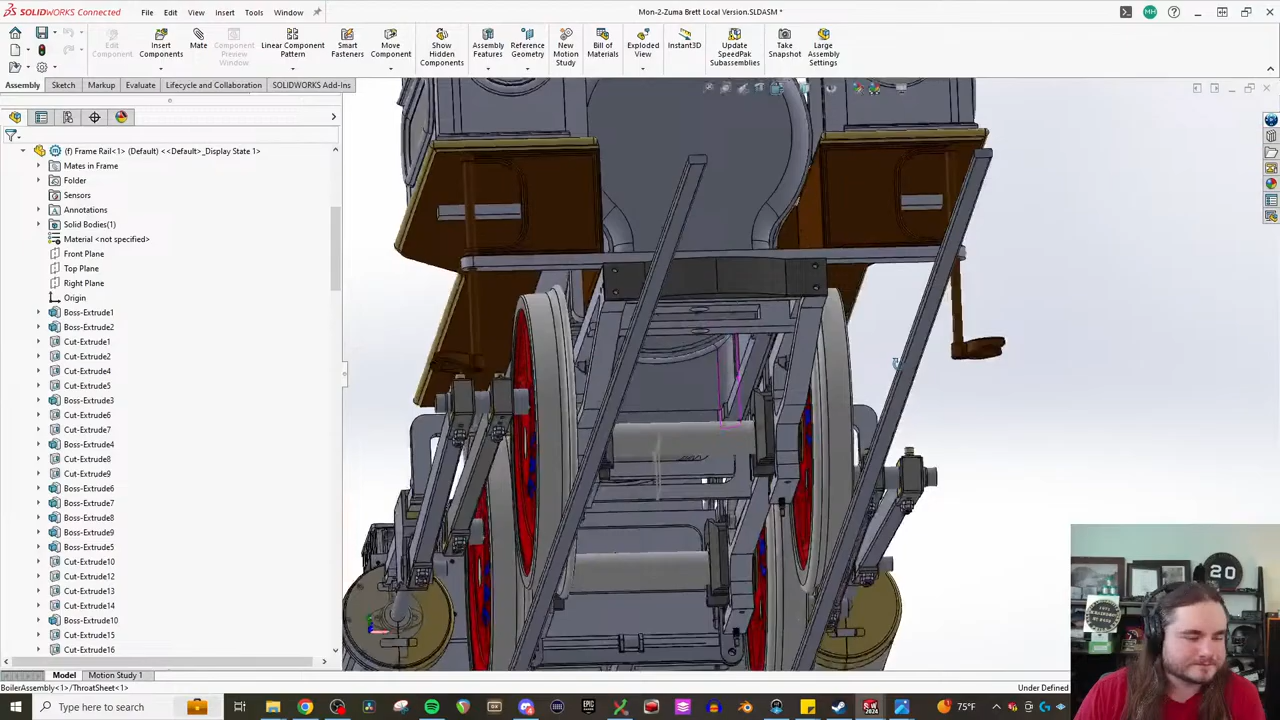 SOLIDWORKS Connected
File Edit View Insert Tools Window
Mon-2-Zuma Brett Local Version.SLDASM *
MH
Edit Component
Insert Components
Mate
Component Preview Window
Linear Component Pattern
Smart Fasteners
Move Component
Show Hidden Components
Assembly Features
Reference Geometry
New Motion Study
Bill of Materials
Exploded View
Instant3D
Update SpeedPak Subassemblies
Take Snapshot
Large Assembly Settings
Assembly Sketch Markup Evaluate Lifecycle and Collaboration SOLIDWORKS Add-Ins
(f) Frame Rail<1> (Default) <<Default>_Display State 1>
Mates in Frame
Folder
Sensors
Annotations
Solid Bodies(1)
Material <not specified>
Front Plane
Top Plane
Right Plane
Origin
Boss-Extrude1
Boss-Extrude2
Cut-Extrude1
Cut-Extrude2
Cut-Extrude4
Cut-Extrude5
Boss-Extrude3
Cut-Extrude6
Cut-Extrude7
Boss-Extrude4
Cut-Extrude8
Cut-Extrude9
Boss-Extrude6
Boss-Extrude7
Boss-Extrude8
Boss-Extrude9
Boss-Extrude5
Cut-Extrude10
Cut-Extrude12
Cut-Extrude13
Cut-Extrude14
Boss-Extrude10
Cut-Extrude15
Cut-Extrude16
20
Model Motion Study 1
BoilerAssembly<1>/ThroatSheet<1>
Under Defined
Type here to search
75°F